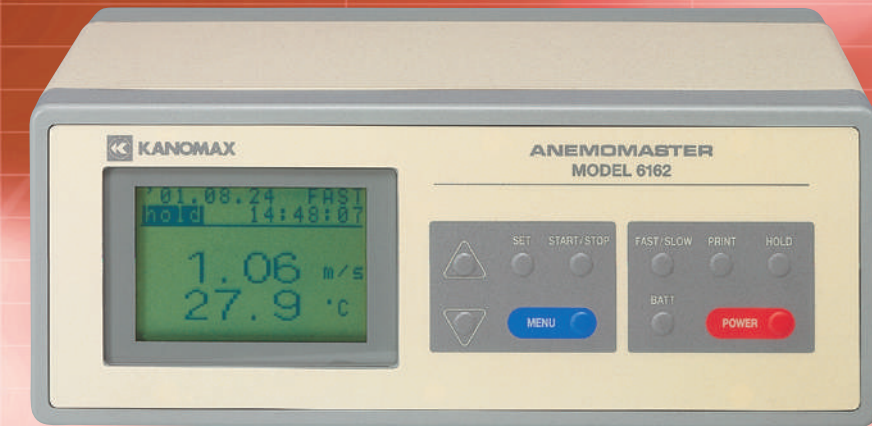 KANOMAX
ANEMOMASTER
MODEL 6162
'01.08.24 FAST
hold 14:48:07
1.06 m/s
27.9 °C
SET START/STOP
MENU
FAST/SLOW PRINT HOLD
BATT
POWER